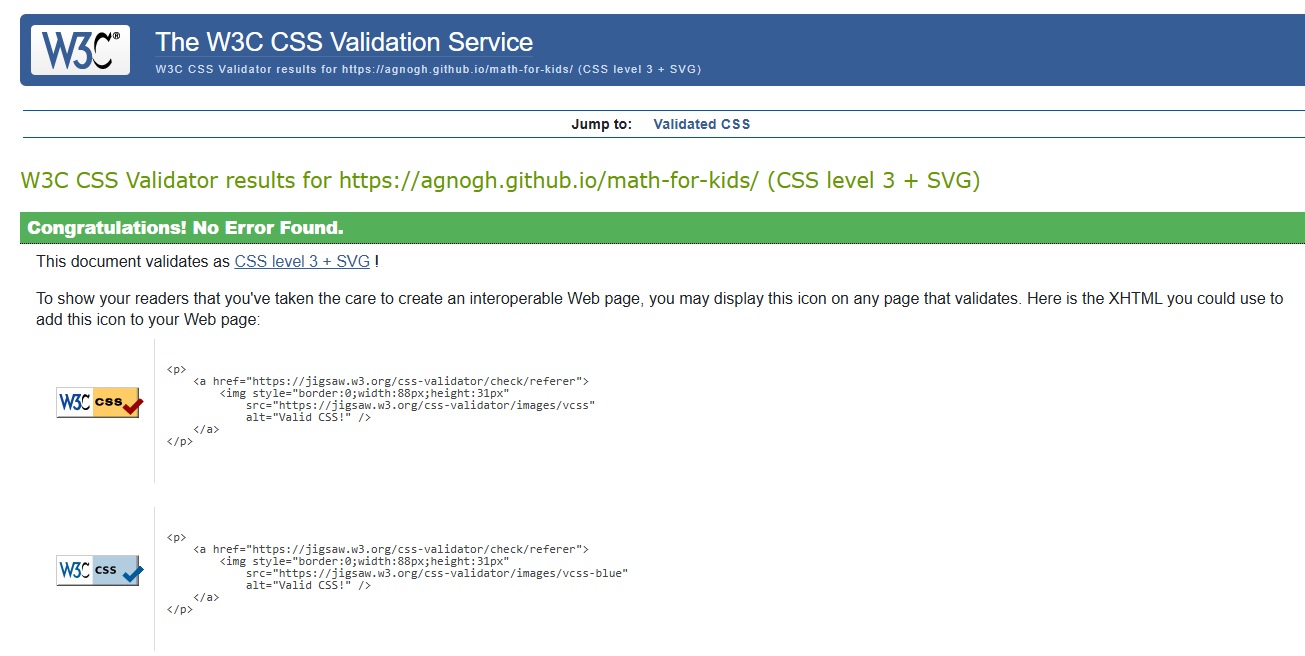 W3C®
The W3C CSS Validation Service
W3C CSS Validator results for https://agnogh.github.io/math-for-kids/ (CSS level 3 + SVG)
Jump to: Validated CSS
W3C CSS Validator results for https://agnogh.github.io/math-for-kids/ (CSS level 3 + SVG)
Congratulations! No Error Found.
This document validates as CSS level 3 + SVG !
To show your readers that you've taken the care to create an interoperable Web page, you may display this icon on any page that validates. Here is the XHTML you could use to
add this icon to your Web page:
W3C css
<p>
<a href="https://jigsaw.w3.org/css-validator/check/referer">
<img style="border:0;width:88px;height:31px"
src="https://jigsaw.w3.org/css-validator/images/vcss"
alt="Valid CSS!" />
</a>
</p>
W3C css
<p>
<a href="https://jigsaw.w3.org/css-validator/check/referer">
<img style="border:0;width:88px;height:31px"
src="https://jigsaw.w3.org/css-validator/images/vcss-blue"
alt="Valid CSS!" />
</a>
</p>